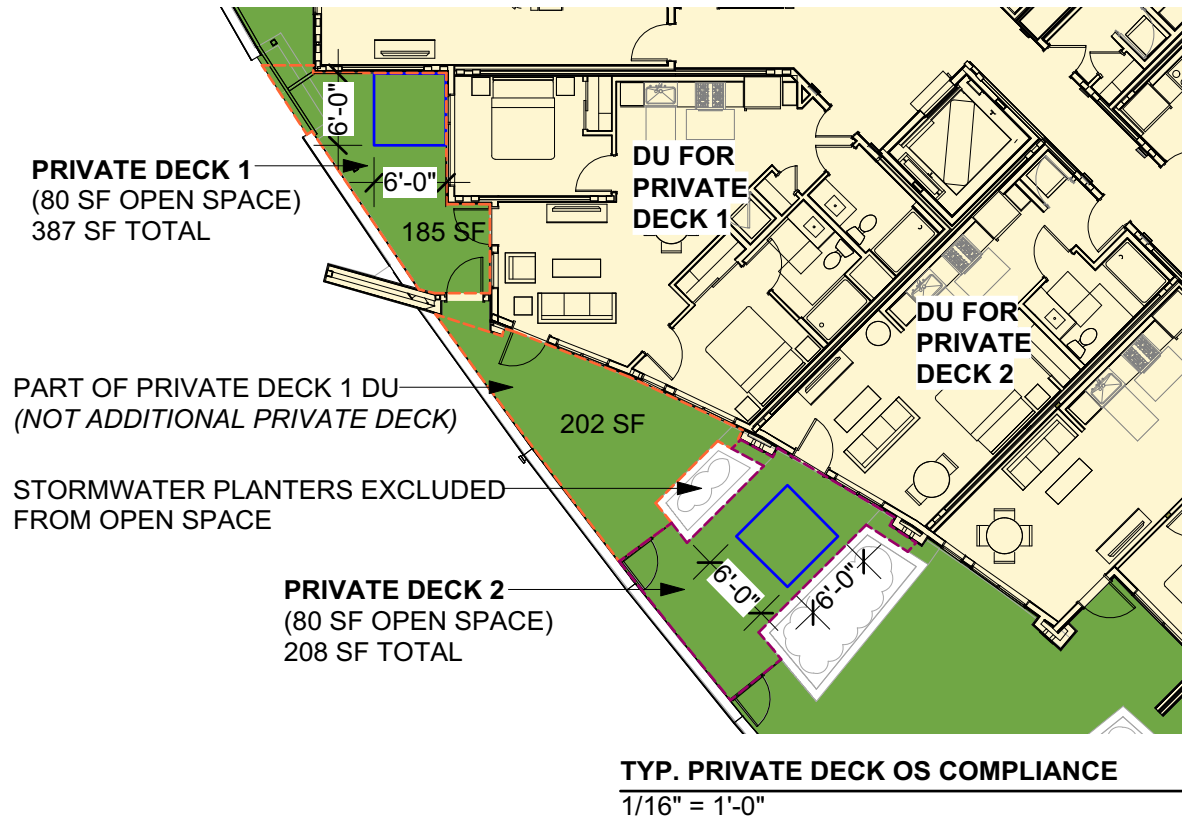 6'-0"
PRIVATE DECK 1
(80 SF OPEN SPACE)
387 SF TOTAL
6'-0"
185 SF
DU FOR
PRIVATE
DECK 1
DU FOR
PRIVATE
DECK 2
PART OF PRIVATE DECK 1 DU
(NOT ADDITIONAL PRIVATE DECK)
202 SF
STORMWATER PLANTERS EXCLUDED
FROM OPEN SPACE
PRIVATE DECK 2
(80 SF OPEN SPACE)
208 SF TOTAL
6'-0"
6'-0"
TYP. PRIVATE DECK OS COMPLIANCE
1/16" = 1'-0"